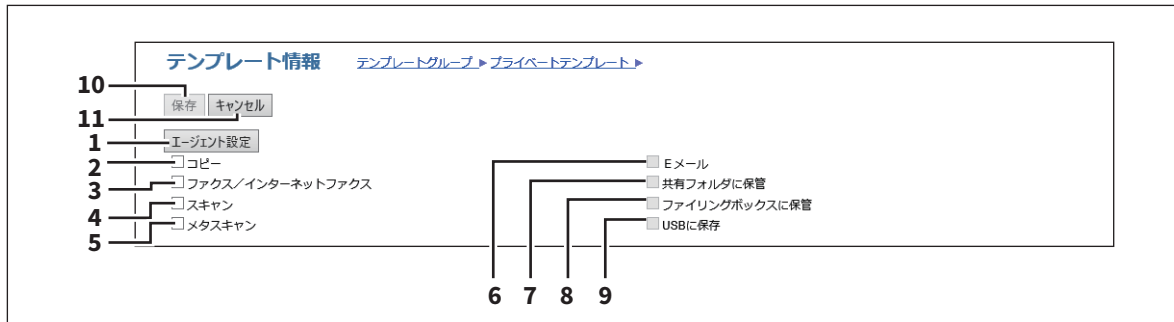 テンプレート情報 テンプレートグループ ▶ プライベートテンプレート ▶
10
保存 キャンセル
11
1 エージェント設定
2 コピー
3 ファクス／インターネットファクス
4 スキャン
5 メタスキャン
Eメール
共有フォルダに保管
ファイリングボックスに保管
USBに保存
6 7 8 9